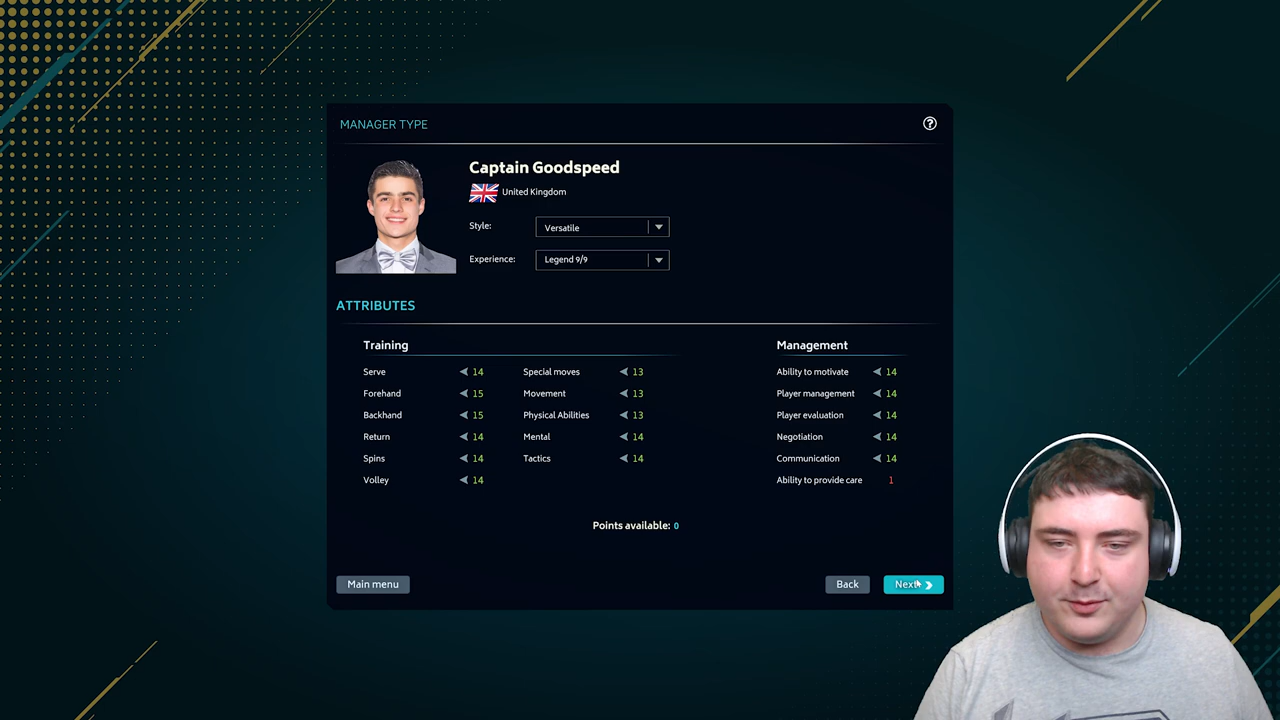 MANAGER TYPE
Captain Goodspeed
United Kingdom
Style: Versatile
Experience: Legend 9/9
ATTRIBUTES
Training
Management
Serve 14 Special moves 13 Ability to motivate 14
Forehand 15 Movement 13 Player management 14
Backhand 15 Physical Abilities 13 Player evaluation 14
Return 14 Mental 14 Negotiation 14
Spins 14 Tactics 14 Communication 14
Volley 14 Ability to provide care 1
Points available: 0
Main menu Back Next